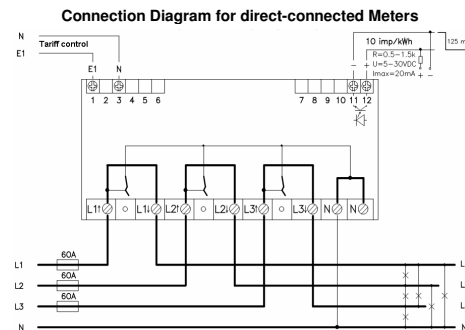 Connection Diagram for direct-connected Meters
N
Tariff control
E1
E1 N
10 imp/kWh
R=0.5-1.5k
U=5-30VDC
Imax=20mA + -
125 m
- +
1 2 3 4 5 6
7 8 9 10 11 12
L1↑ L1↓ L2↑ L2↓ L3↑ L3↓ N N
60A
L1
60A
L2
60A
L3
N
L
L
L
N